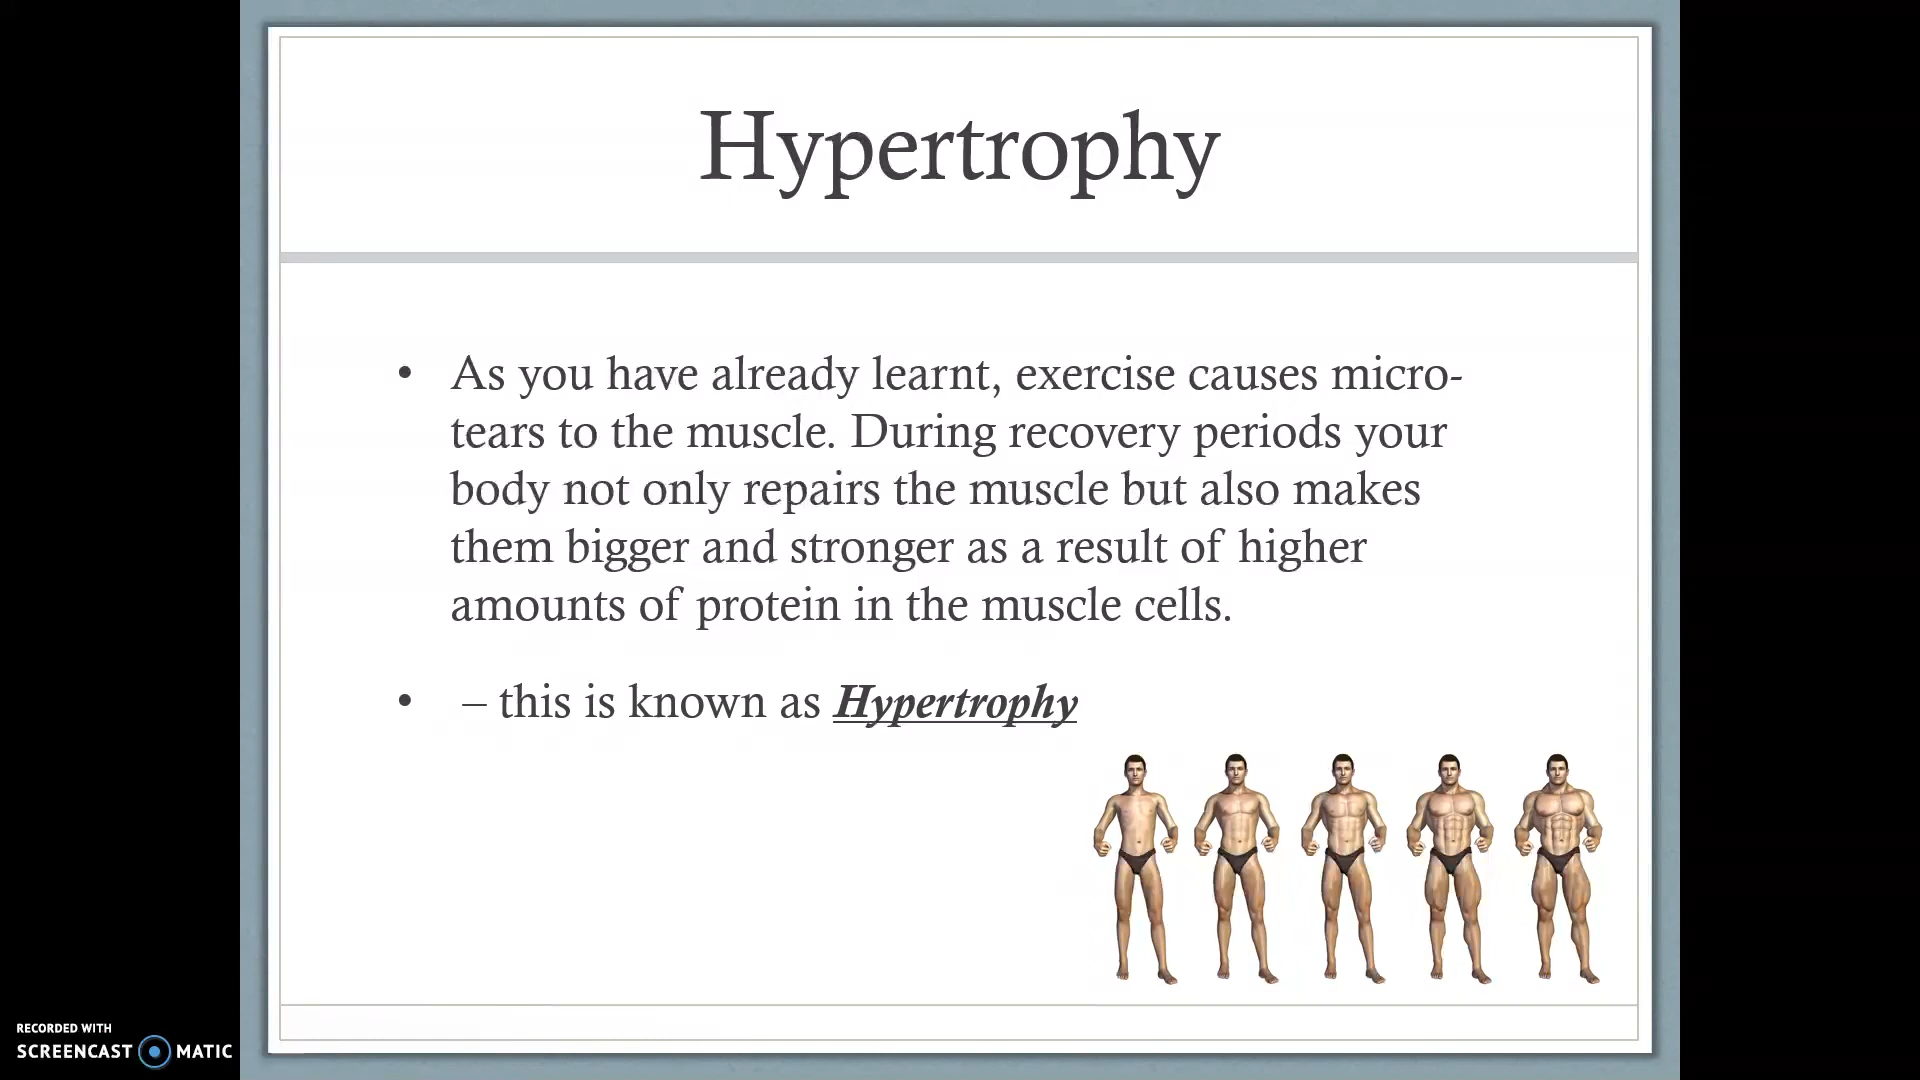 Hypertrophy
• As you have already learnt, exercise causes micro-
tears to the muscle. During recovery periods your
body not only repairs the muscle but also makes
them bigger and stronger as a result of higher
amounts of protein in the muscle cells.
• – this is known as Hypertrophy
RECORDED WITH
SCREENCAST MATIC